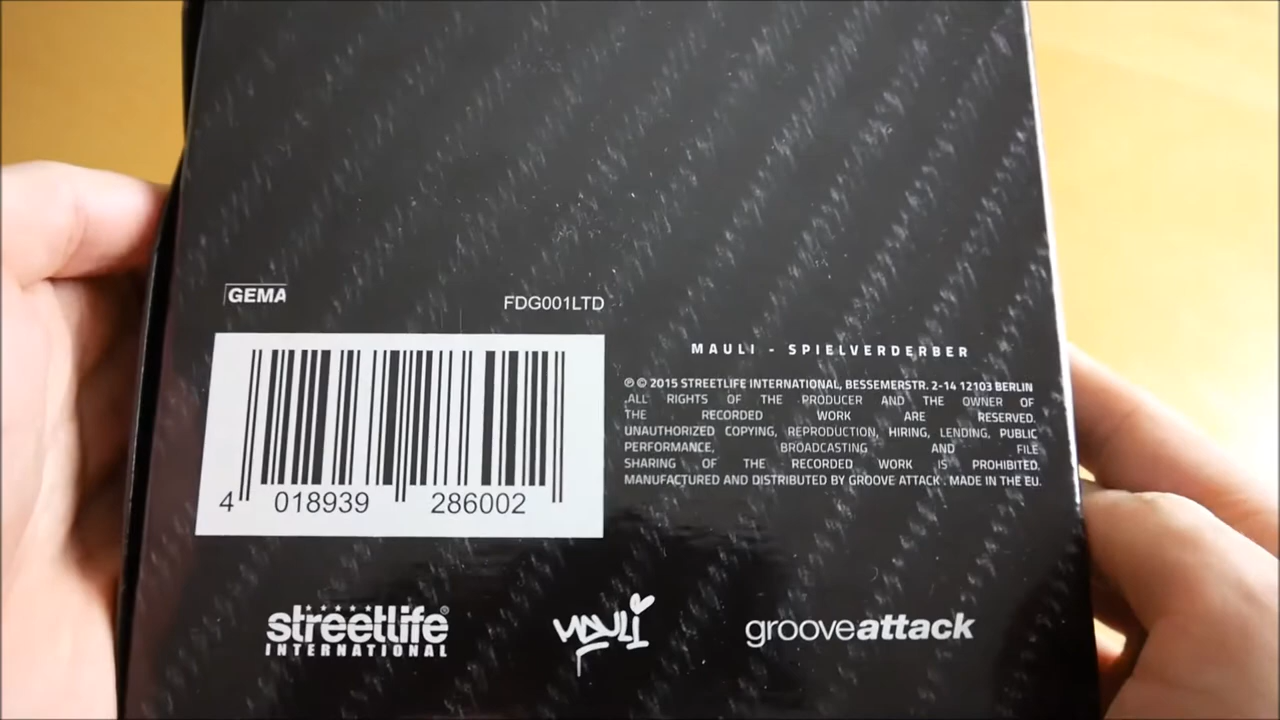 GEMA
FDG001LTD
4 018939 286002
MAULI - SPIELVERDERBER
℗ © 2015 STREETLIFE INTERNATIONAL, BESSEMERSTR. 2-14 12103 BERLIN
.ALL RIGHTS OF THE PRODUCER AND THE OWNER OF
THE RECORDED WORK ARE RESERVED.
UNAUTHORIZED COPYING, REPRODUCTION, HIRING, LENDING, PUBLIC
PERFORMANCE, BROADCASTING AND FILE
SHARING OF THE RECORDED WORK IS PROHIBITED.
MANUFACTURED AND DISTRIBUTED BY GROOVE ATTACK . MADE IN THE EU.
streetlife®
INTERNATIONAL
MAULI
grooveattack